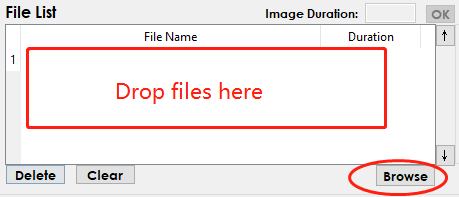 File List Image Duration: OK
File Name Duration
1
Drop files here
Delete Clear Browse